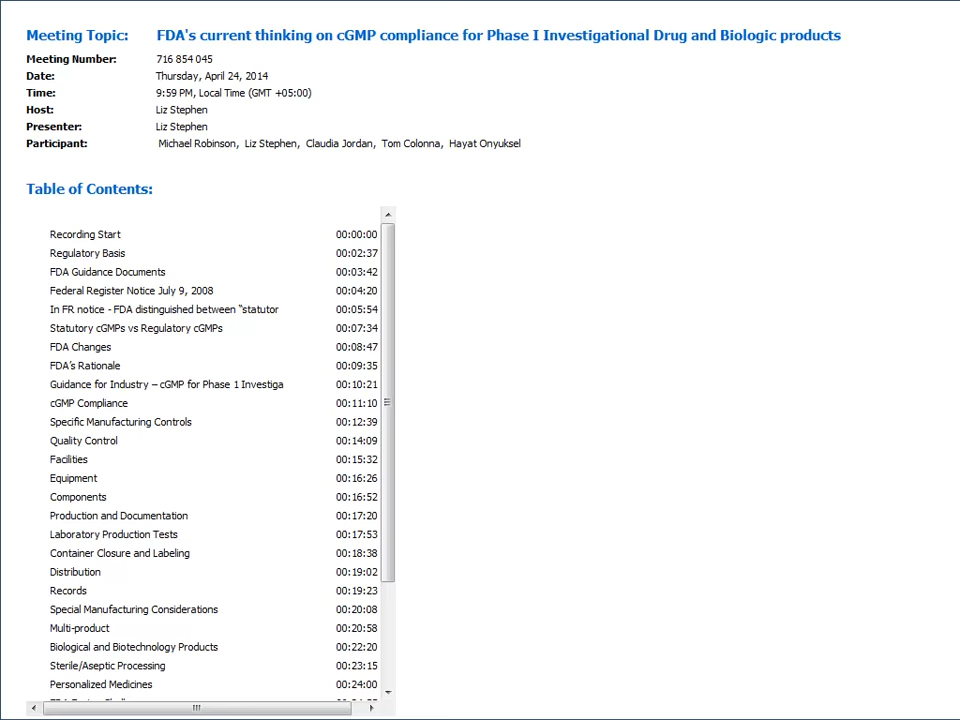 Meeting Topic: FDA's current thinking on cGMP compliance for Phase I Investigational Drug and Biologic products
Meeting Number: 716 854 045
Date: Thursday, April 24, 2014
Time: 9:59 PM, Local Time (GMT +05:00)
Host: Liz Stephen
Presenter: Liz Stephen
Participant: Michael Robinson, Liz Stephen, Claudia Jordan, Tom Colonna, Hayat Onyuksel
Table of Contents:
Recording Start 00:00:00
Regulatory Basis 00:02:37
FDA Guidance Documents 00:03:42
Federal Register Notice July 9, 2008 00:04:20
In FR notice - FDA distinguished between “statutor 00:05:54
Statutory cGMPs vs Regulatory cGMPs 00:07:34
FDA Changes 00:08:47
FDA’s Rationale 00:09:35
Guidance for Industry – cGMP for Phase 1 Investiga 00:10:21
cGMP Compliance 00:11:10
Specific Manufacturing Controls 00:12:39
Quality Control 00:14:09
Facilities 00:15:32
Equipment 00:16:26
Components 00:16:52
Production and Documentation 00:17:20
Laboratory Production Tests 00:17:53
Container Closure and Labeling 00:18:38
Distribution 00:19:02
Records 00:19:23
Special Manufacturing Considerations 00:20:08
Multi-product 00:20:58
Biological and Biotechnology Products 00:22:20
Sterile/Aseptic Processing 00:23:15
Personalized Medicines 00:24:00